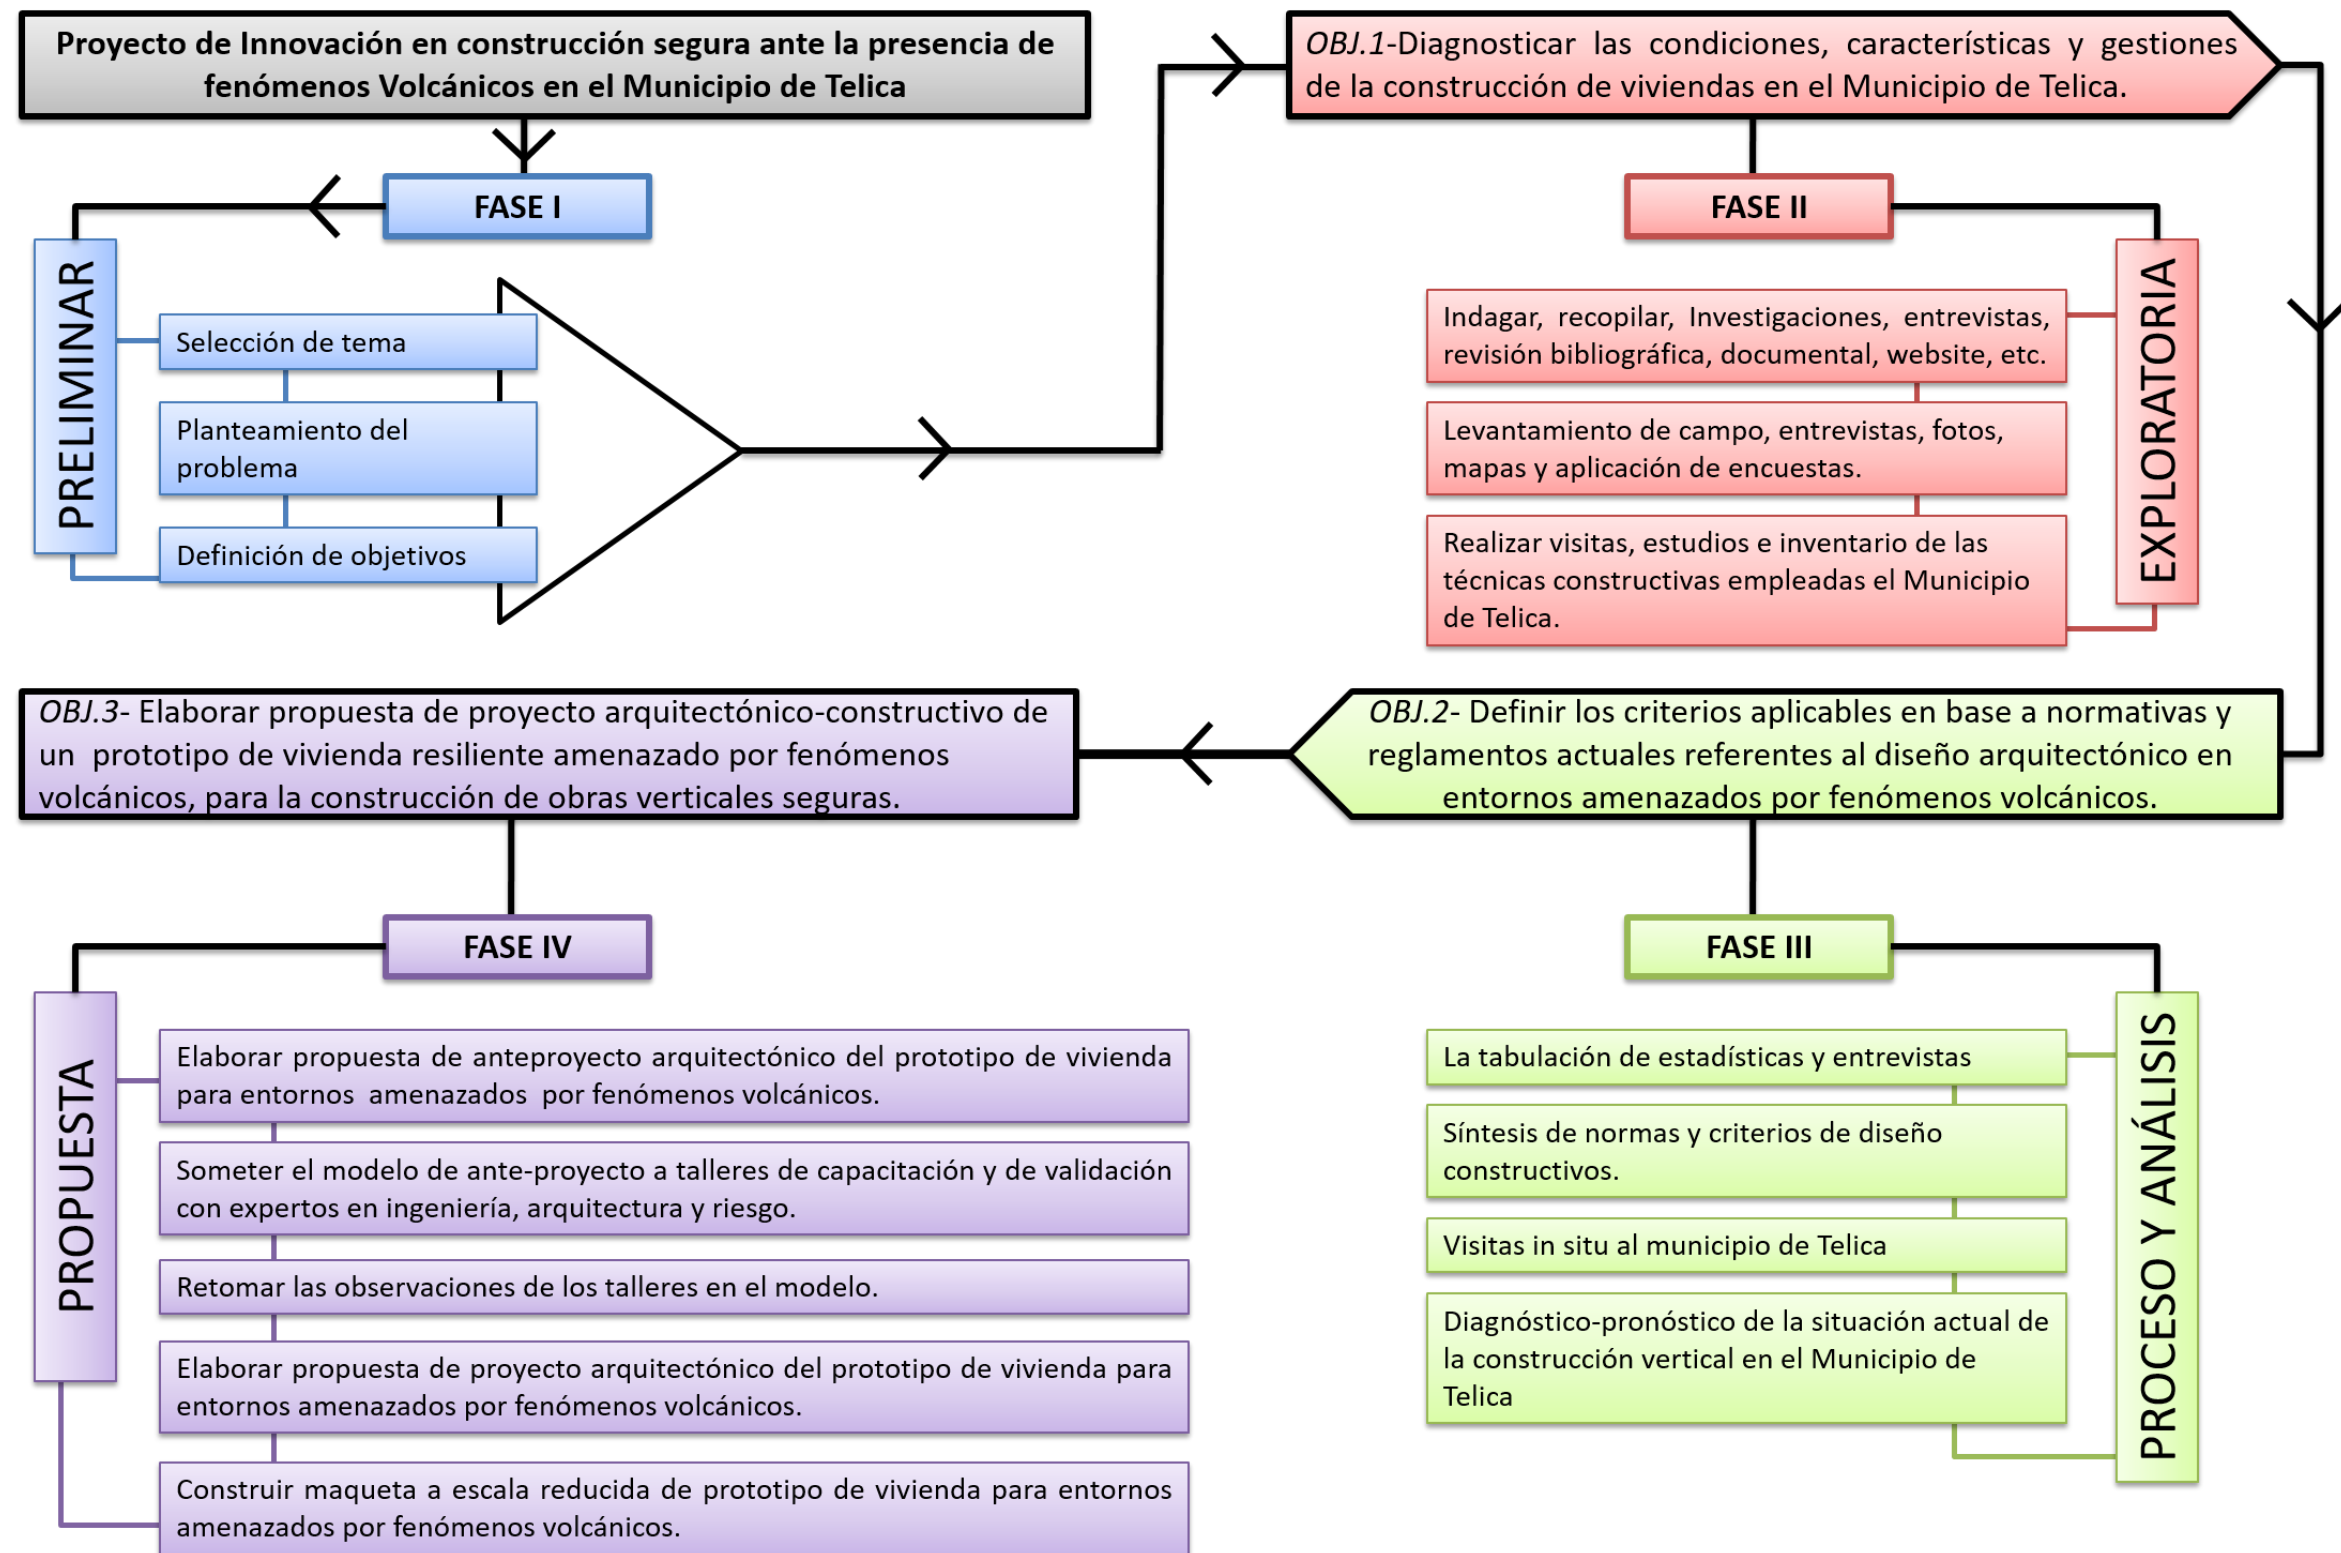 Proyecto de Innovación en construcción segura ante la presencia de
fenómenos Volcánicos en el Municipio de Telica
FASE I
PRELIMINAR
Selección de tema
Planteamiento del
problema
Definición de objetivos
OBJ.1-Diagnosticar las condiciones, características y gestiones
de la construcción de viviendas en el Municipio de Telica.
FASE II
EXPLORATORIA
Indagar, recopilar, Investigaciones, entrevistas,
revisión bibliográfica, documental, website, etc.
Levantamiento de campo, entrevistas, fotos,
mapas y aplicación de encuestas.
Realizar visitas, estudios e inventario de las
técnicas constructivas empleadas el Municipio
de Telica.
OBJ.2- Definir los criterios aplicables en base a normativas y
reglamentos actuales referentes al diseño arquitectónico en
entornos amenazados por fenómenos volcánicos.
FASE III
PROCESO Y ANÁLISIS
La tabulación de estadísticas y entrevistas
Síntesis de normas y criterios de diseño
constructivos.
Visitas in situ al municipio de Telica
Diagnóstico-pronóstico de la situación actual de
la construcción vertical en el Municipio de
Telica
OBJ.3- Elaborar propuesta de proyecto arquitectónico-constructivo de
un prototipo de vivienda resiliente amenazado por fenómenos
volcánicos, para la construcción de obras verticales seguras.
FASE IV
PROPUESTA
Elaborar propuesta de anteproyecto arquitectónico del prototipo de vivienda
para entornos amenazados por fenómenos volcánicos.
Someter el modelo de ante-proyecto a talleres de capacitación y de validación
con expertos en ingeniería, arquitectura y riesgo.
Retomar las observaciones de los talleres en el modelo.
Elaborar propuesta de proyecto arquitectónico del prototipo de vivienda para
entornos amenazados por fenómenos volcánicos.
Construir maqueta a escala reducida de prototipo de vivienda para entornos
amenazados por fenómenos volcánicos.